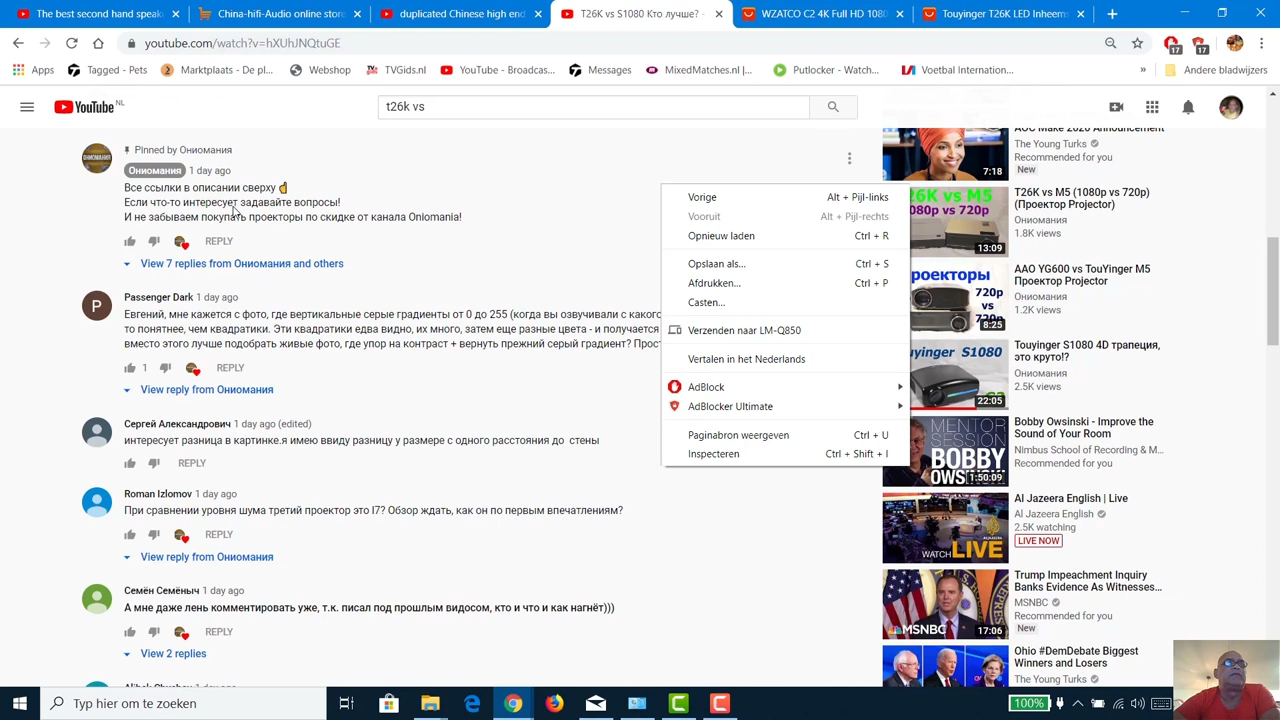 Ониомания - YouTube
duplicated Chinese high end
T26K vs S1080 Кто лучше? -
WZATCO C2 4K Full HD 1080
youtube.com/watch?v=hXUhJNQtuGE
17
17
Apps
Tagged - Pets
Marktplaats - De pl...
Webshop
TVGids.nl
YouTube - Broadcas...
Messages
MixedMatches.nl |...
Putlocker - Watch...
Voetbal Internation...
»
Andere bladwijzers
YouTube NL
t26k vs
Pinned by Ониомания
Ониомания 1 day ago
Все ссылки в описании сверху
Если что-то интересует задавайте вопросы!
И не забываем покупать проекторы по скидке от канала Oniomania!
REPLY
View 7 replies from Ониомания and others
P
Passenger Dark 1 day ago
Евгений, мне кажется с фото, где вертикальные серые градиенты от 0 до 255 (когда вы озвучивали с какого
то понятнее, чем квадратики. Эти квадратики едва видно, их много, затем еще разные цвета - и получается
вместо этого лучше подобрать живые фото, где упор на контраст + вернуть прежний серый градиент? Прос
1 REPLY
View reply from Ониомания
Сергей Александрович 1 day ago (edited)
интересует разница в картинке.я имею ввиду разницу у размере с одного расстояния до стены
REPLY
Roman Izlomov 1 day ago
При сравнении уровня шума третий проектор это I7? Обзор ждать, как он по первым впечатлениям?
REPLY
View reply from Ониомания
Семён Семёныч 1 day ago
А мне даже лень комментировать уже, т.к. писал под прошлым видосом, кто и что и как нагнёт)))
REPLY
View 2 replies
Vorige Alt + Pijl-links
Vooruit Alt + Pijl-rechts
Opnieuw laden Ctrl + R
Opslaan als... Ctrl + S
Afdrukken... Ctrl + P
Casten...
Verzenden naar LM-Q850
Vertalen in het Nederlands
AdBlock
AdBlocker Ultimate
Paginabron weergeven Ctrl + U
Inspecteren Ctrl + Shift + I
AOC Make 2020 Announcement
The Young Turks
Recommended for you
New
7:18
T26K vs M5
1080p vs 720p
13:09
T26K vs M5 (1080p vs 720p)
(Проектор Projector)
Ониомания
1.8K views
роекторы
720p
vs
720p
8:25
AAO YG600 vs TouYinger M5
Проектор Projector
Ониомания
1.2K views
uyinger S1080
22:05
Touyinger S1080 4D трапеция,
это круто!?
Ониомания
2.5K views
MENTOR
SESSION
BOBBY
OWSINSKI
1:50:09
Bobby Owsinski - Improve the
Sound of Your Room
Nimbus School of Recording & M...
Recommended for you
WATCH LIVE
Al Jazeera English | Live
Al Jazeera English
2.5K watching
LIVE NOW
MSNBC
17:06
Trump Impeachment Inquiry
Banks Evidence As Witnesses...
MSNBC
Recommended for you
New
Ohio #DemDebate Biggest
Winners and Losers
The Young Turks
Typ hier om te zoeken
100%